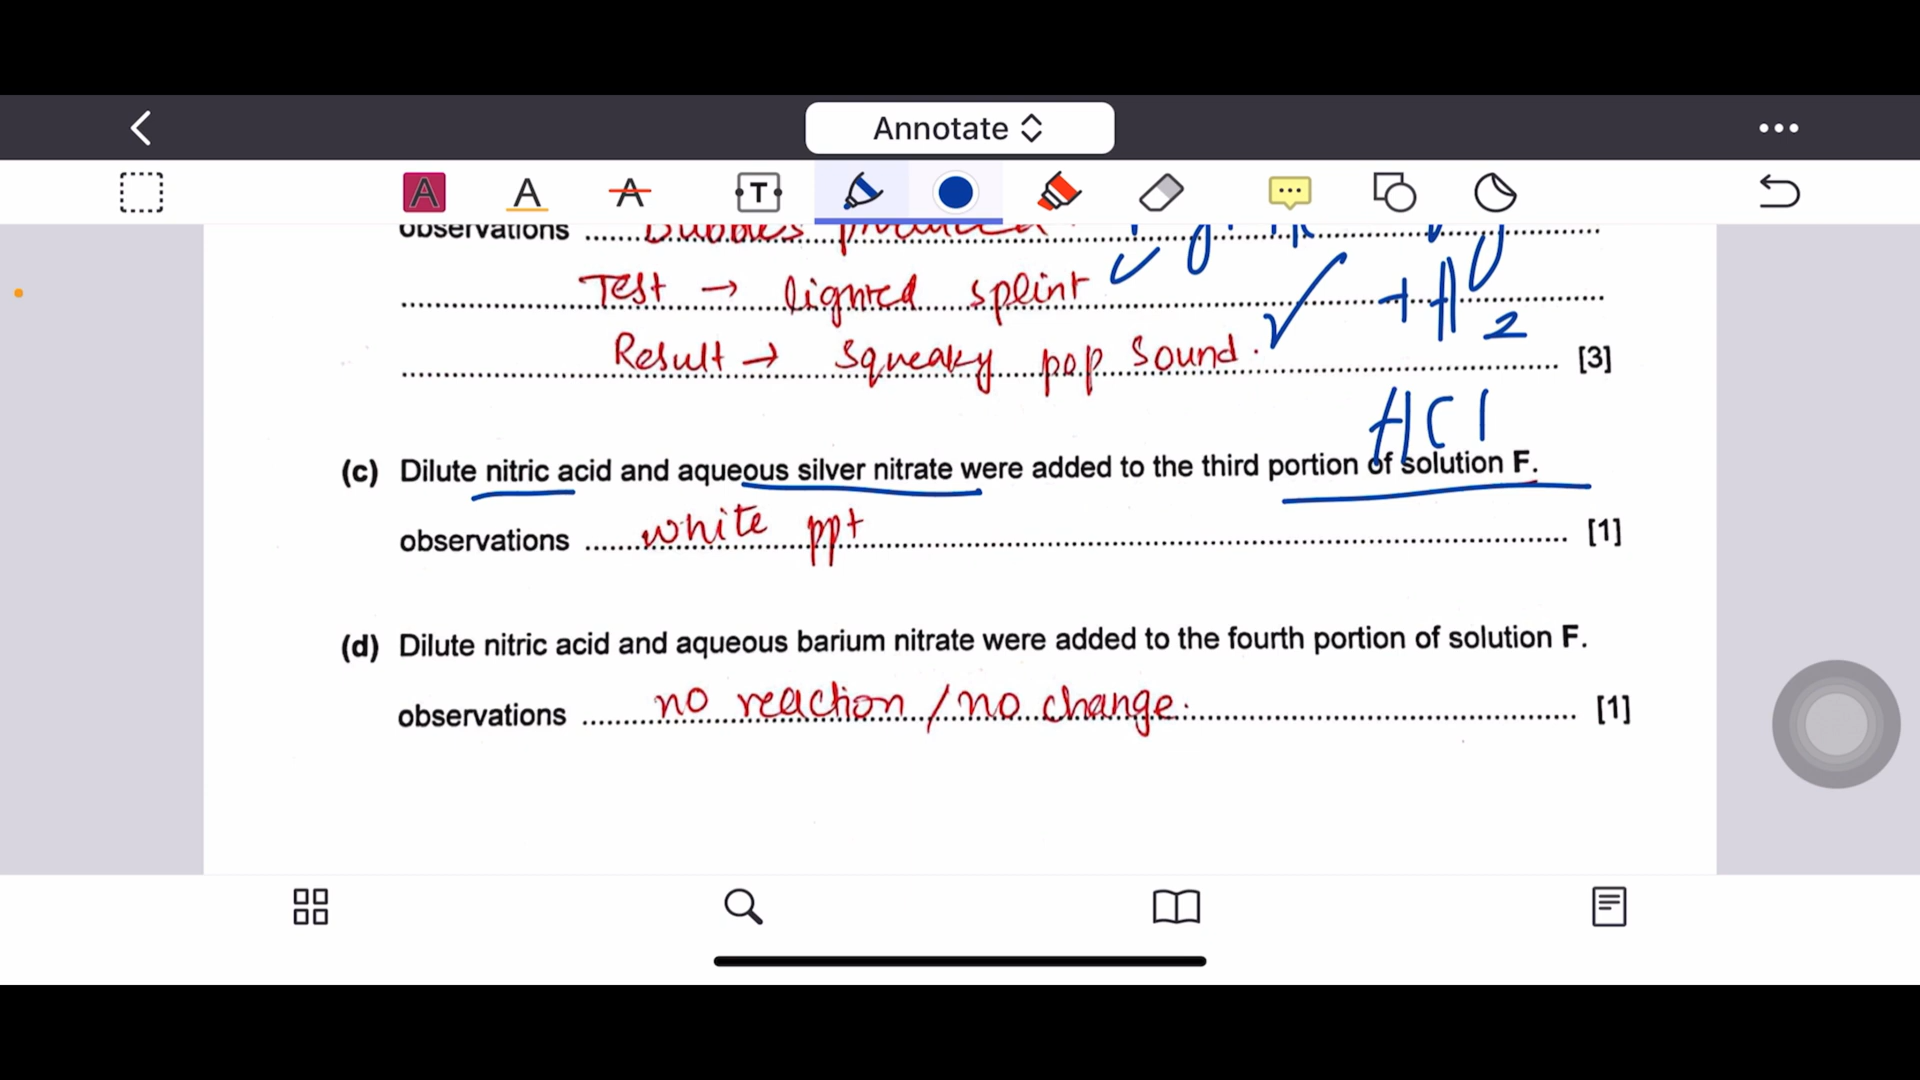 Annotate
observations Bubbles produced.
Test → lighted splint
+ H2
Result → squeaky pop sound. [3]
HCl
(c) Dilute nitric acid and aqueous silver nitrate were added to the third portion of solution F.
observations white ppt [1]
(d) Dilute nitric acid and aqueous barium nitrate were added to the fourth portion of solution F.
observations no reaction / no change. [1]